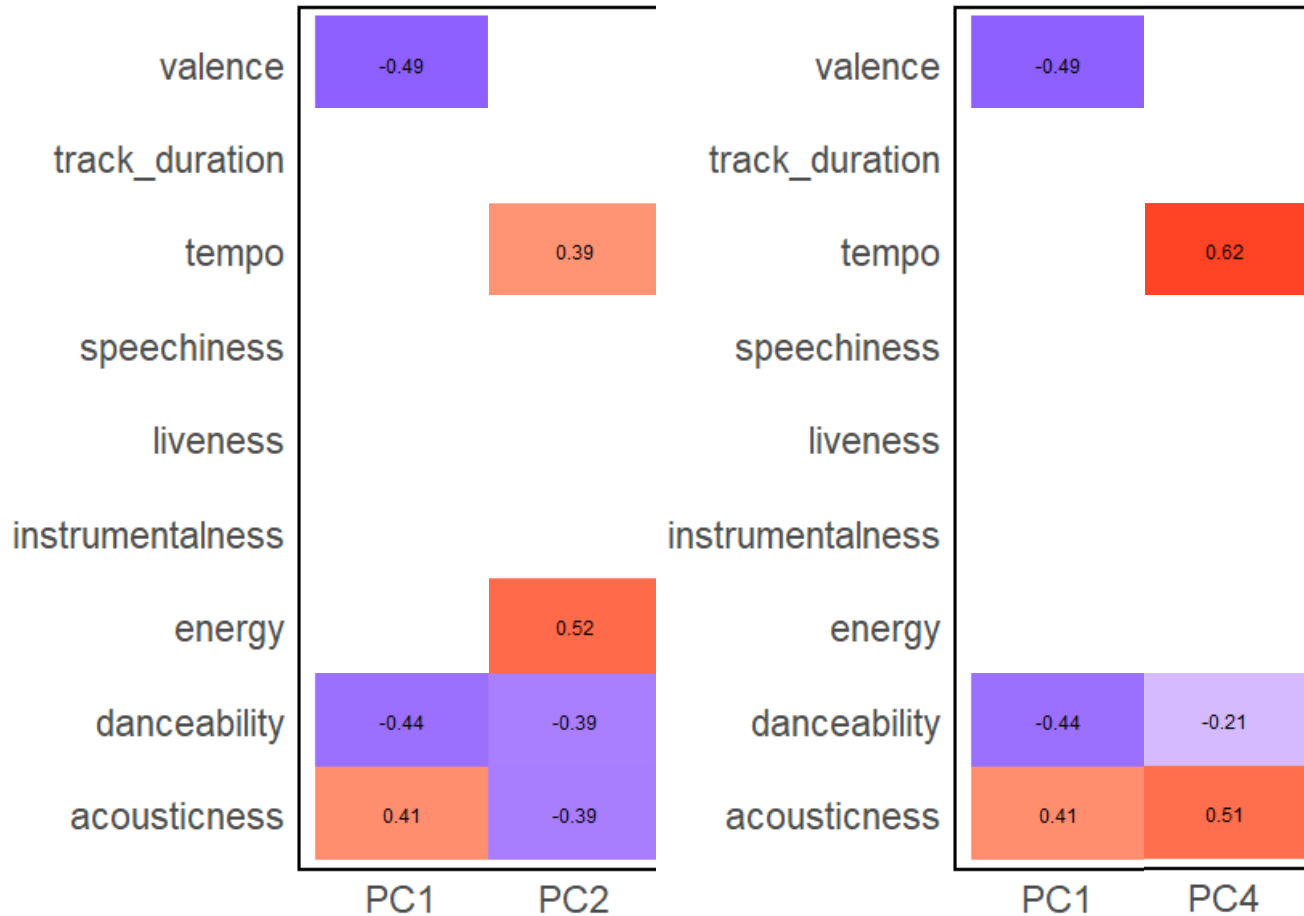 valence -0.49
track_duration
tempo 0.39
speechiness
liveness
instrumentalness
energy 0.52
danceability -0.44 -0.39
acousticness 0.41 -0.39
PC1 PC2
valence -0.49
track_duration
tempo 0.62
speechiness
liveness
instrumentalness
energy
danceability -0.44 -0.21
acousticness 0.41 0.51
PC1 PC4